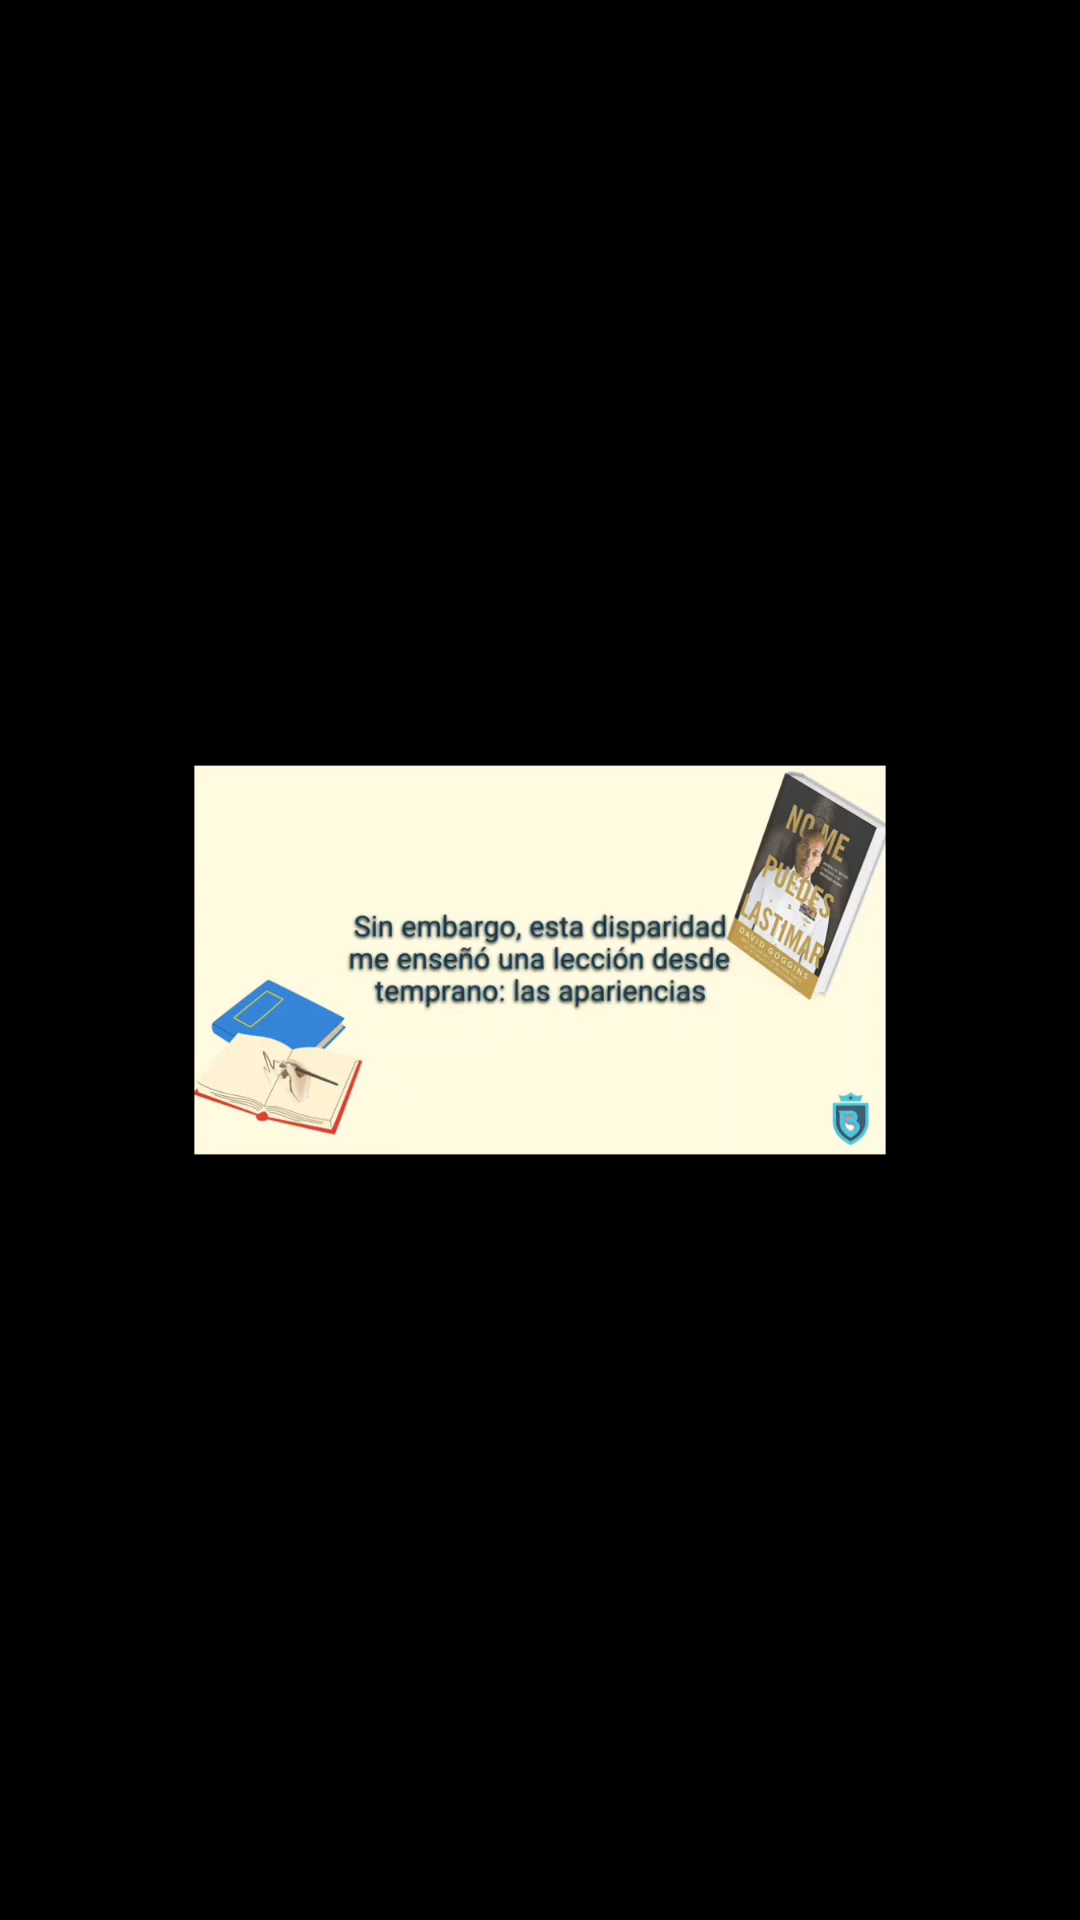 NO ME
PUEDES
LASTIMAR
DAVID GOGGINS
Sin embargo, esta disparidad
me enseñó una lección desde
temprano: las apariencias